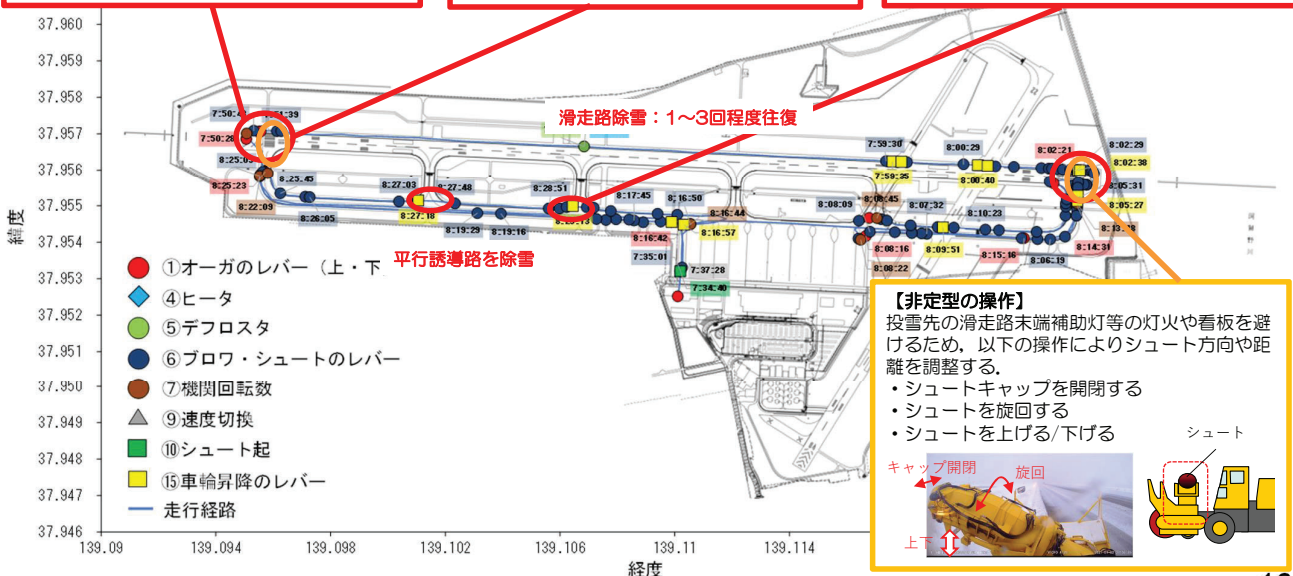 37.960
37.959
37.958
37.957
37.956
37.955
37.954
37.953
37.952
37.951
37.950
37.949
37.948
37.947
37.946
緯度
139.09
139.094
139.098
139.102
139.106
139.11
139.114
経度
滑走路除雪：1～3回程度往復
7:51:39
7:50:28
8:25:23
8:25:45
8:22:09
8:26:05
8:27:03
8:27:48
8:27:18
8:28:51
8:19:29
8:19:16
8:17:45
8:16:50
8:16:44
8:16:42
8:16:57
7:35:01
7:37:28
7:34:40
7:59:30
7:59:35
8:00:29
8:00:40
8:02:21
8:02:29
8:02:38
8:05:31
8:05:27
8:14:31
8:08:09
8:08:45
8:07:32
8:10:23
8:08:16
8:09:51
8:15:16
8:06:19
8:08:22
平行誘導路を除雪
①オーガのレバー（上・下
④ヒータ
⑤デフロスタ
⑥ブロワ・シュートのレバー
⑦機関回転数
⑨速度切換
⑩シュート起
⑮車輪昇降のレバー
走行経路
【非定型の操作】
投雪先の滑走路末端補助灯等の灯火や看板を避
けるため，以下の操作によりシュート方向や距
離を調整する．
・シュートキャップを開閉する
・シュートを旋回する
・シュートを上げる/下げる
シュート
キャップ開閉
旋回
上下